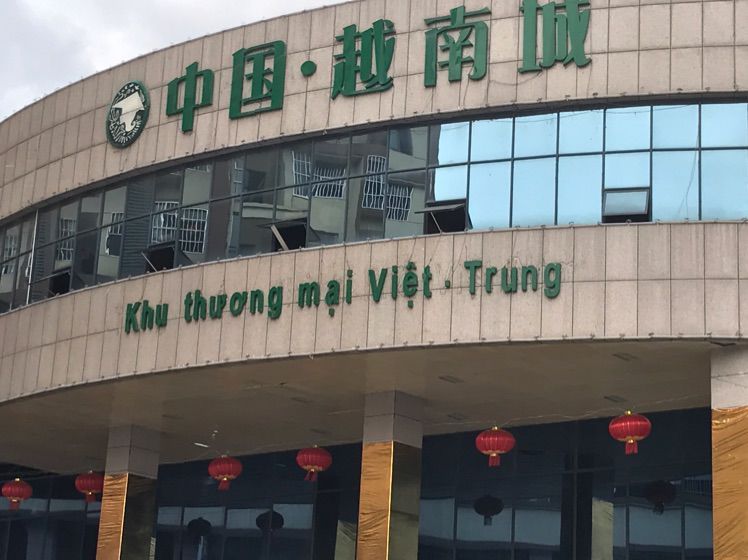 中国·越南城
Khu thương mại Việt · Trung